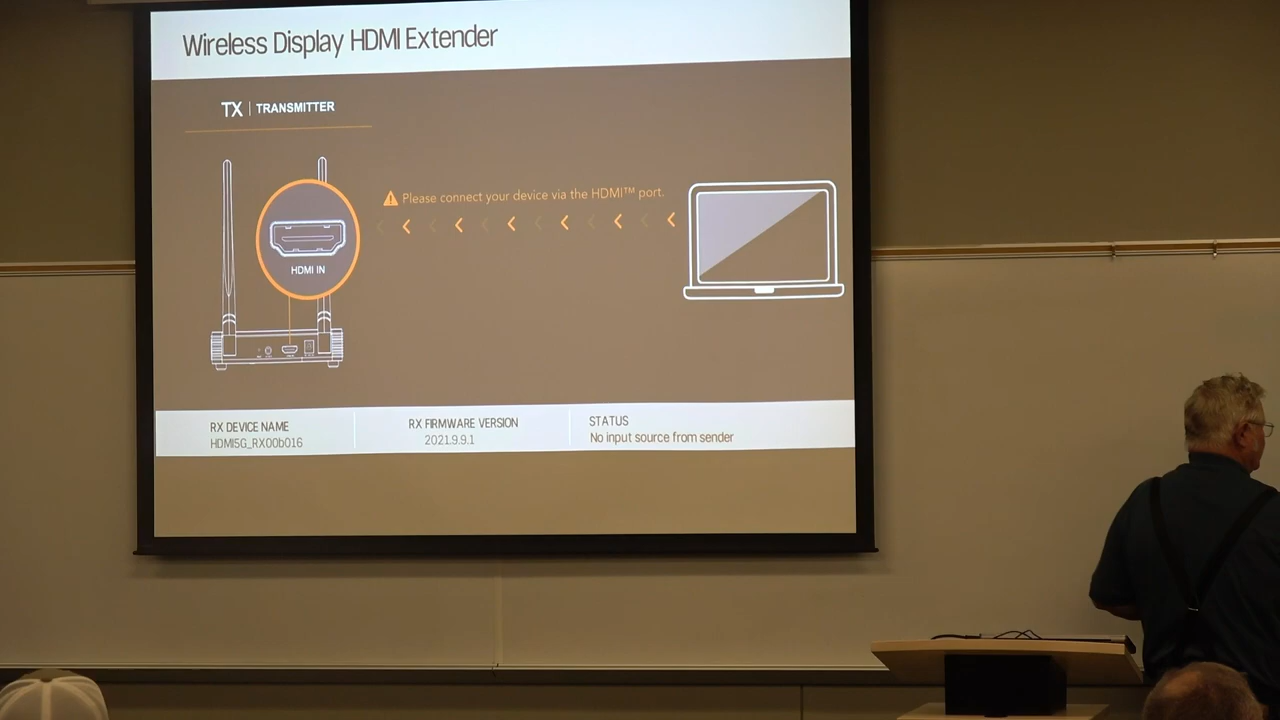 Wireless Display HDMI Extender
TX | TRANSMITTER
Please connect your device via the HDMI™ port.
HDMI IN
RX DEVICE NAME
HDMI5G_RX00b016
RX FIRMWARE VERSION
2021.9.9.1
STATUS
No input source from sender